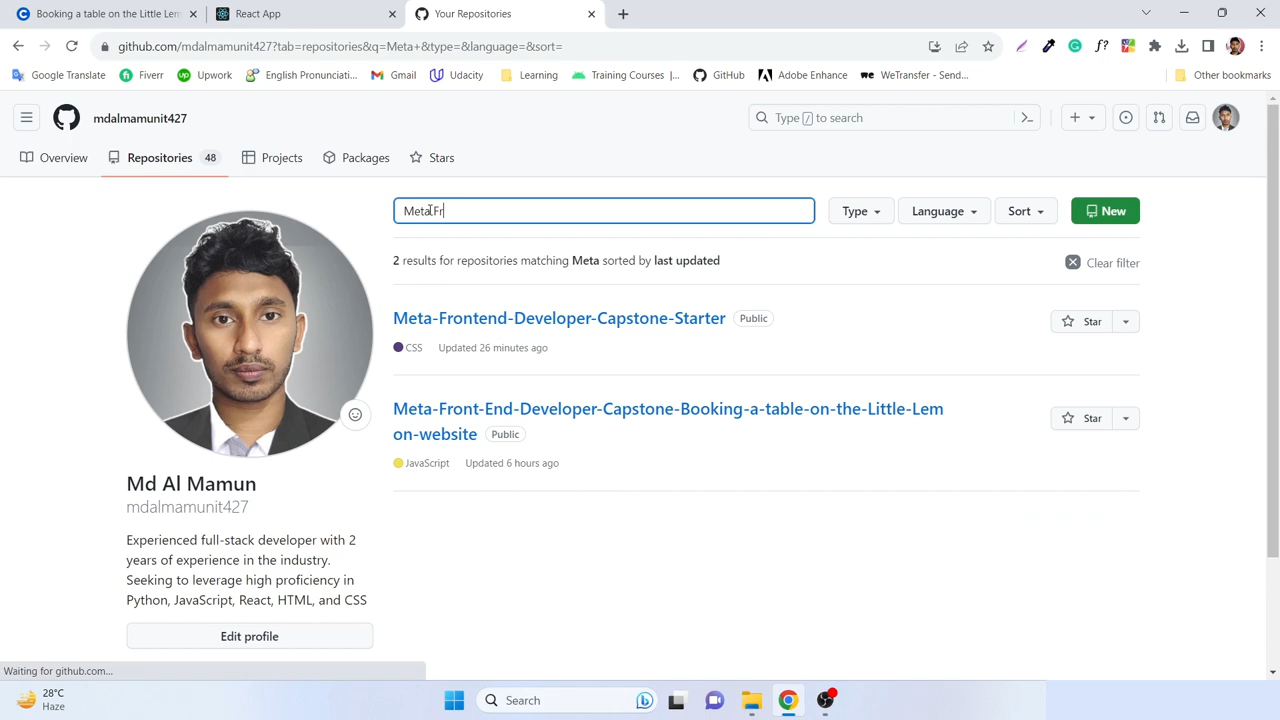 Booking a table on the Little Lem
React App
Your Repositories
github.com/mdalmamunit427?tab=repositories&q=Meta+&type=&language=&sort=
Google Translate
Fiverr
Upwork
English Pronunciati...
Gmail
Udacity
Learning
Training Courses |...
GitHub
Adobe Enhance
WeTransfer - Send...
Other bookmarks
mdalmamunit427
Type / to search
Overview
Repositories 48
Projects
Packages
Stars
Meta Fr
Type
Language
Sort
New
2 results for repositories matching Meta sorted by last updated
Clear filter
Meta-Frontend-Developer-Capstone-Starter Public
Star
CSS Updated 26 minutes ago
Meta-Front-End-Developer-Capstone-Booking-a-table-on-the-Little-Lem
on-website Public
Star
JavaScript Updated 6 hours ago
Md Al Mamun
mdalmamunit427
Experienced full-stack developer with 2
years of experience in the industry.
Seeking to leverage high proficiency in
Python, JavaScript, React, HTML, and CSS
Edit profile
Waiting for github.com...
28°C
Haze
Search